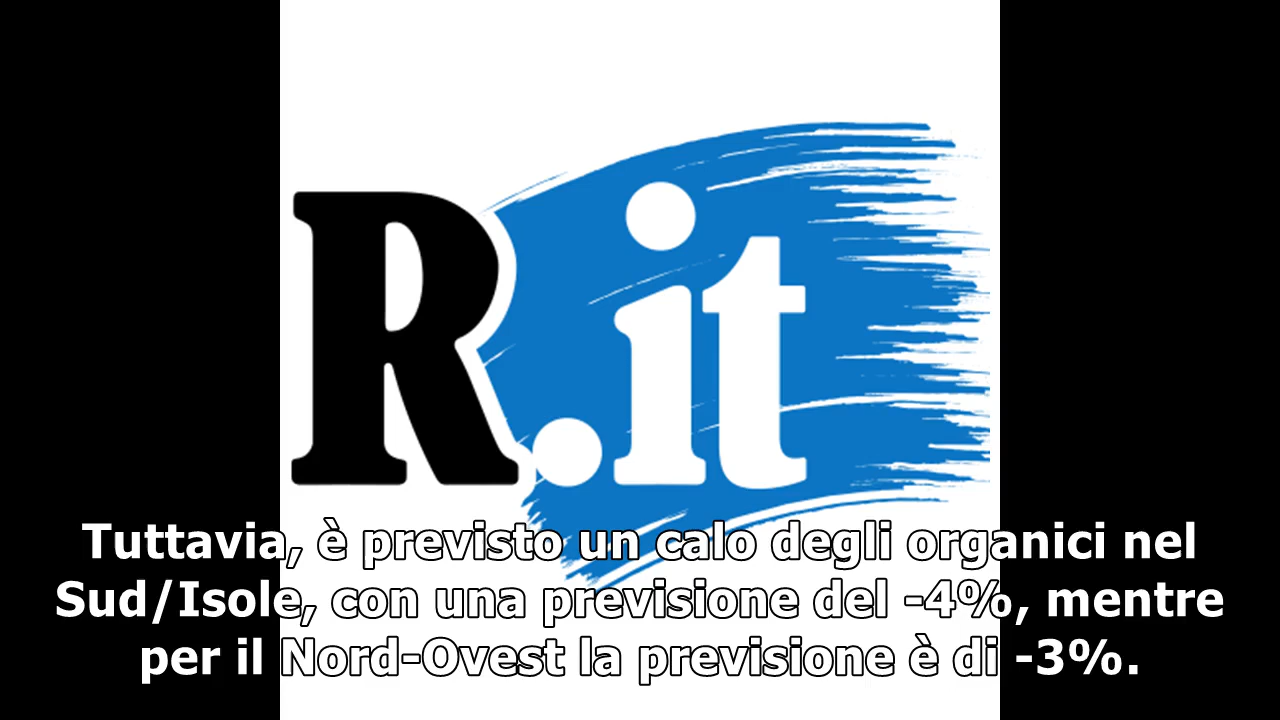 R.it
Tuttavia, è previsto un calo degli organici nel
Sud/Isole, con una previsione del -4%, mentre
per il Nord-Ovest la previsione è di -3%.